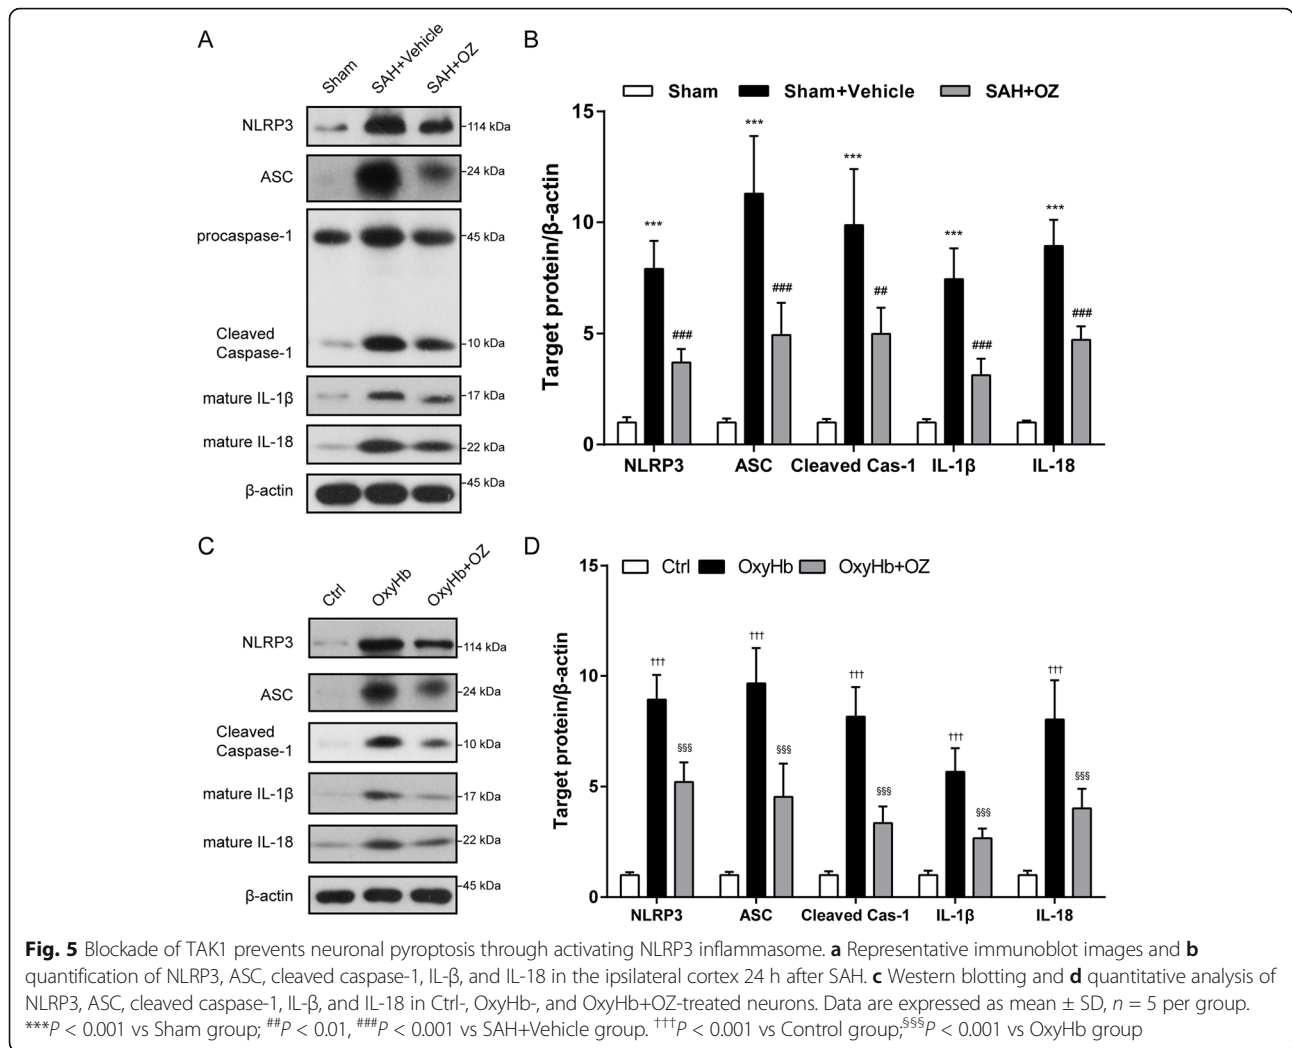 A
Sham
SAH+Vehicle
SAH+OZ
NLRP3
114 kDa
ASC
24 kDa
procaspase-1
45 kDa
Cleaved
Caspase-1
10 kDa
mature IL-1β
17 kDa
mature IL-18
22 kDa
β-actin
45 kDa
B
Sham
Sham+Vehicle
SAH+OZ
Target protein/β-actin
15
10
5
0
***
###
***
###
***
##
***
###
***
###
NLRP3
ASC
Cleaved Cas-1
IL-1β
IL-18
C
Ctrl
OxyHb
OxyHb+OZ
NLRP3
114 kDa
ASC
24 kDa
Cleaved
Caspase-1
10 kDa
mature IL-1β
17 kDa
mature IL-18
22 kDa
β-actin
45 kDa
D
Ctrl
OxyHb
OxyHb+OZ
Target protein/β-actin
15
10
5
0
†††
§§§
†††
§§§
†††
§§§
†††
§§§
†††
§§§
NLRP3
ASC
Cleaved Cas-1
IL-1β
IL-18
Fig. 5 Blockade of TAK1 prevents neuronal pyroptosis through activating NLRP3 inflammasome. a Representative immunoblot images and b
quantification of NLRP3, ASC, cleaved caspase-1, IL-β, and IL-18 in the ipsilateral cortex 24 h after SAH. c Western blotting and d quantitative analysis of
NLRP3, ASC, cleaved caspase-1, IL-β, and IL-18 in Ctrl-, OxyHb-, and OxyHb+OZ-treated neurons. Data are expressed as mean ± SD, n = 5 per group.
***P < 0.001 vs Sham group; ##P < 0.01, ###P < 0.001 vs SAH+Vehicle group. †††P < 0.001 vs Control group;§§§P < 0.001 vs OxyHb group